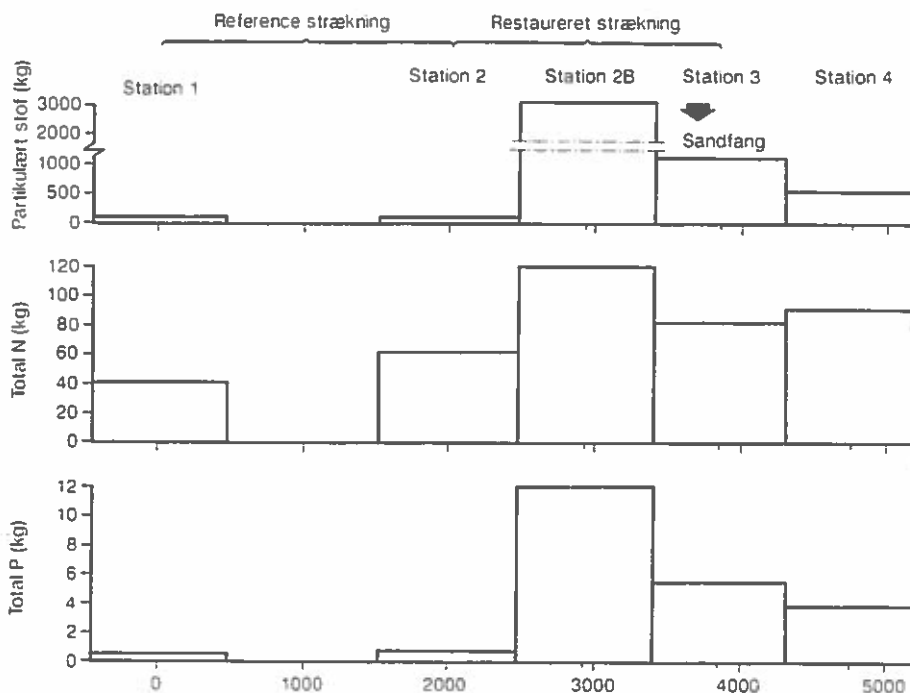 Reference strækning Restaureret strækning
Station 1 Station 2 Station 2B Station 3 Station 4
Sandfang
Partikulært stof (kg)
3000
2000
1000
500
0
Total N (kg)
120
100
80
60
40
20
0
Total P (kg)
12
10
8
6
4
2
0
0 1000 2000 3000 4000 5000